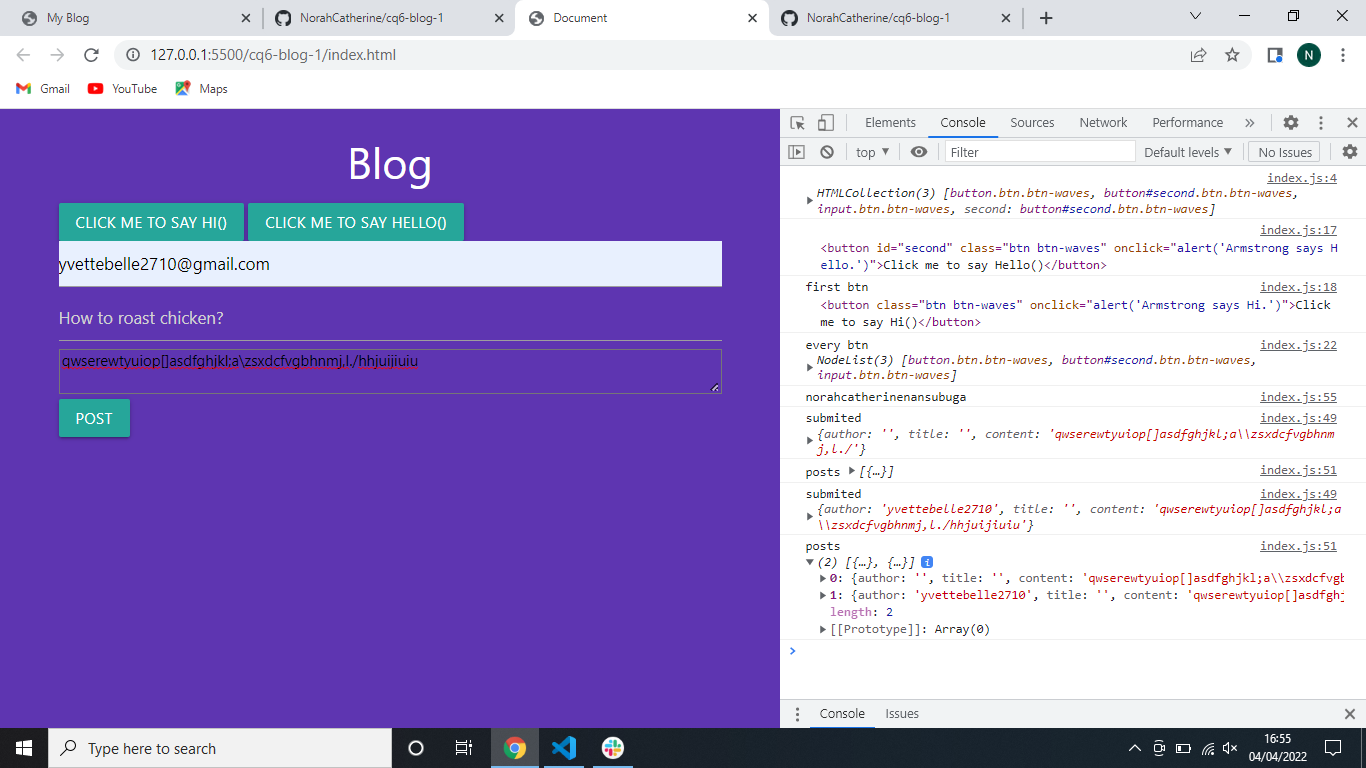 My Blog
NorahCatherine/cq6-blog-1
Document
NorahCatherine/cq6-blog-1
127.0.0.1:5500/cq6-blog-1/index.html
N
Gmail
YouTube
Maps
Blog
CLICK ME TO SAY HI()
CLICK ME TO SAY HELLO()
yvettebelle2710@gmail.com
How to roast chicken?
qwserewtyuiop[]asdfghjkl;a\zsxdcfvgbhnmj,l./hhjuijiuiu
POST
Elements Console Sources Network Performance »
top ▼ Filter Default levels ▼ No Issues
index.js:4
HTMLCollection(3) [button.btn.btn-waves, button#second.btn.btn-waves,
input.btn.btn-waves, second: button#second.btn.btn-waves]
index.js:17
<button id="second" class="btn btn-waves" onclick="alert('Armstrong says H
ello.')">Click me to say Hello()</button>
first btn index.js:18
<button class="btn btn-waves" onclick="alert('Armstrong says Hi.')">Click
me to say Hi()</button>
every btn index.js:22
NodeList(3) [button.btn.btn-waves, button#second.btn.btn-waves,
input.btn.btn-waves]
norahcatherinenansubuga index.js:55
submited index.js:49
{author: '', title: '', content: 'qwserewtyuiop[]asdfghjkl;a\\zsxdcfvgbhnm
j,l./'}
posts ▶[{…}] index.js:51
submited index.js:49
{author: 'yvettebelle2710', title: '', content: 'qwserewtyuiop[]asdfghjkl;a
\\zsxdcfvgbhnmj,l./hhjuijiuiu'}
posts index.js:51
(2) [{…}, {…}] i
0: {author: '', title: '', content: 'qwserewtyuiop[]asdfghjkl;a\\zsxdcfvgb
1: {author: 'yvettebelle2710', title: '', content: 'qwserewtyuiop[]asdfghj
length: 2
[[Prototype]]: Array(0)
Console Issues
Type here to search
16:55
04/04/2022